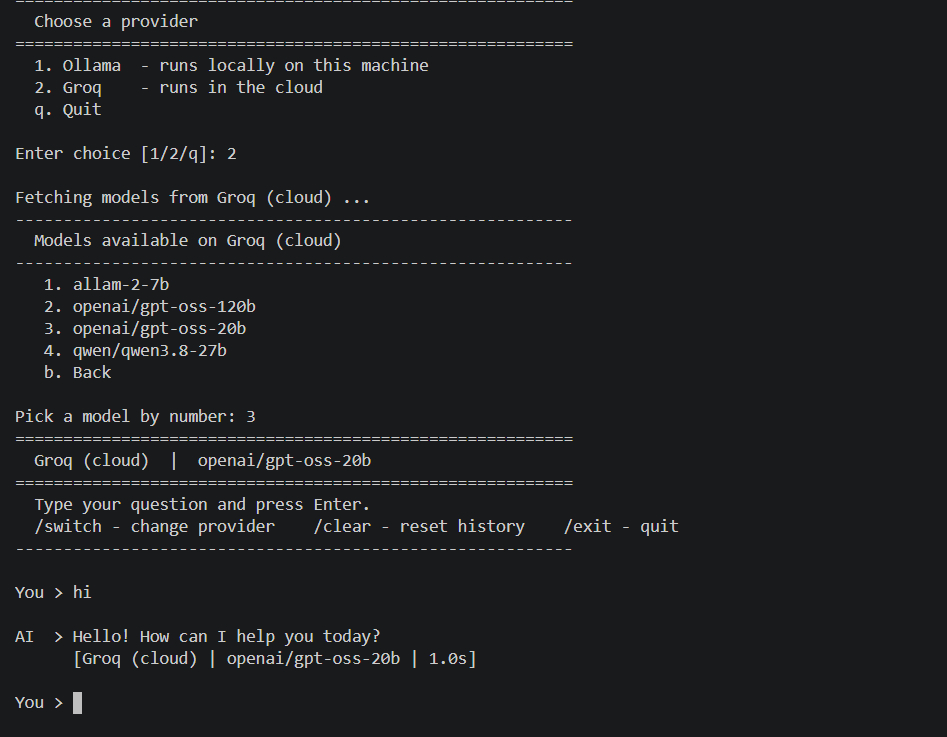 ==========================================================
  Choose a provider
==========================================================
  1. Ollama  - runs locally on this machine
  2. Groq    - runs in the cloud
  q. Quit

Enter choice [1/2/q]: 2

Fetching models from Groq (cloud) ...
----------------------------------------------------------
  Models available on Groq (cloud)
----------------------------------------------------------
   1. allam-2-7b
   2. openai/gpt-oss-120b
   3. openai/gpt-oss-20b
   4. qwen/qwen3.8-27b
   b. Back

Pick a model by number: 3
==========================================================
  Groq (cloud)  |  openai/gpt-oss-20b
==========================================================
  Type your question and press Enter.
  /switch - change provider    /clear - reset history    /exit - quit
----------------------------------------------------------

You > hi

AI  > Hello! How can I help you today?
      [Groq (cloud) | openai/gpt-oss-20b | 1.0s]

You >